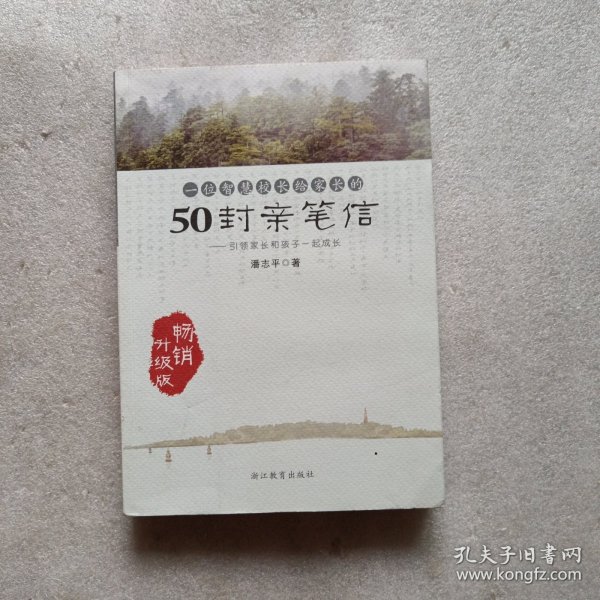 一位智慧校长给家长的
50封亲笔信
——引领家长和孩子一起成长
潘志平◎著
畅销
升级版
浙江教育出版社
孔夫子旧书网
www.kongfz.com